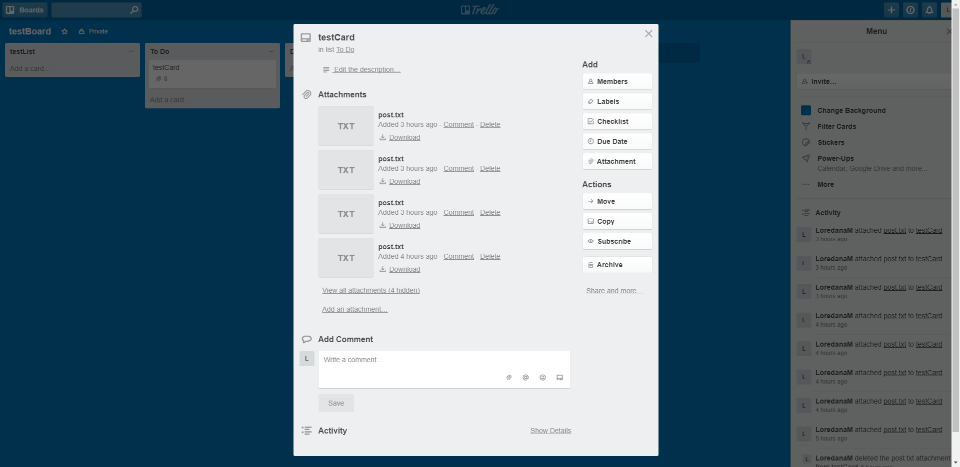 Boards
Trello
L
testBoard
Private
Menu
testList
Add a card...
To Do
testCard
8
Add a card...
D
testCard
in list To Do
Edit the description...
Attachments
TXT
post.txt
Added 3 hours ago - Comment - Delete
Download
TXT
post.txt
Added 3 hours ago - Comment - Delete
Download
TXT
post.txt
Added 3 hours ago - Comment - Delete
Download
TXT
post.txt
Added 4 hours ago - Comment - Delete
Download
View all attachments (4 hidden)
Add an attachment...
Add Comment
L
Write a comment...
Save
Activity
Show Details
Add
Members
Labels
Checklist
Due Date
Attachment
Actions
Move
Copy
Subscribe
Archive
Share and more...
L
Invite...
Change Background
Filter Cards
Stickers
Power-Ups
Calendar, Google Drive and more...
More
Activity
L
LoredanaM attached post.txt to testCard
3 hours ago
L
LoredanaM attached post.txt to testCard
3 hours ago
L
LoredanaM attached post.txt to testCard
3 hours ago
L
LoredanaM attached post.txt to testCard
4 hours ago
L
LoredanaM attached post.txt to testCard
4 hours ago
L
LoredanaM attached post.txt to testCard
4 hours ago
L
LoredanaM attached post.txt to testCard
4 hours ago
L
LoredanaM attached post.txt to testCard
5 hours ago
L
LoredanaM deleted the post.txt attachment
from testCard